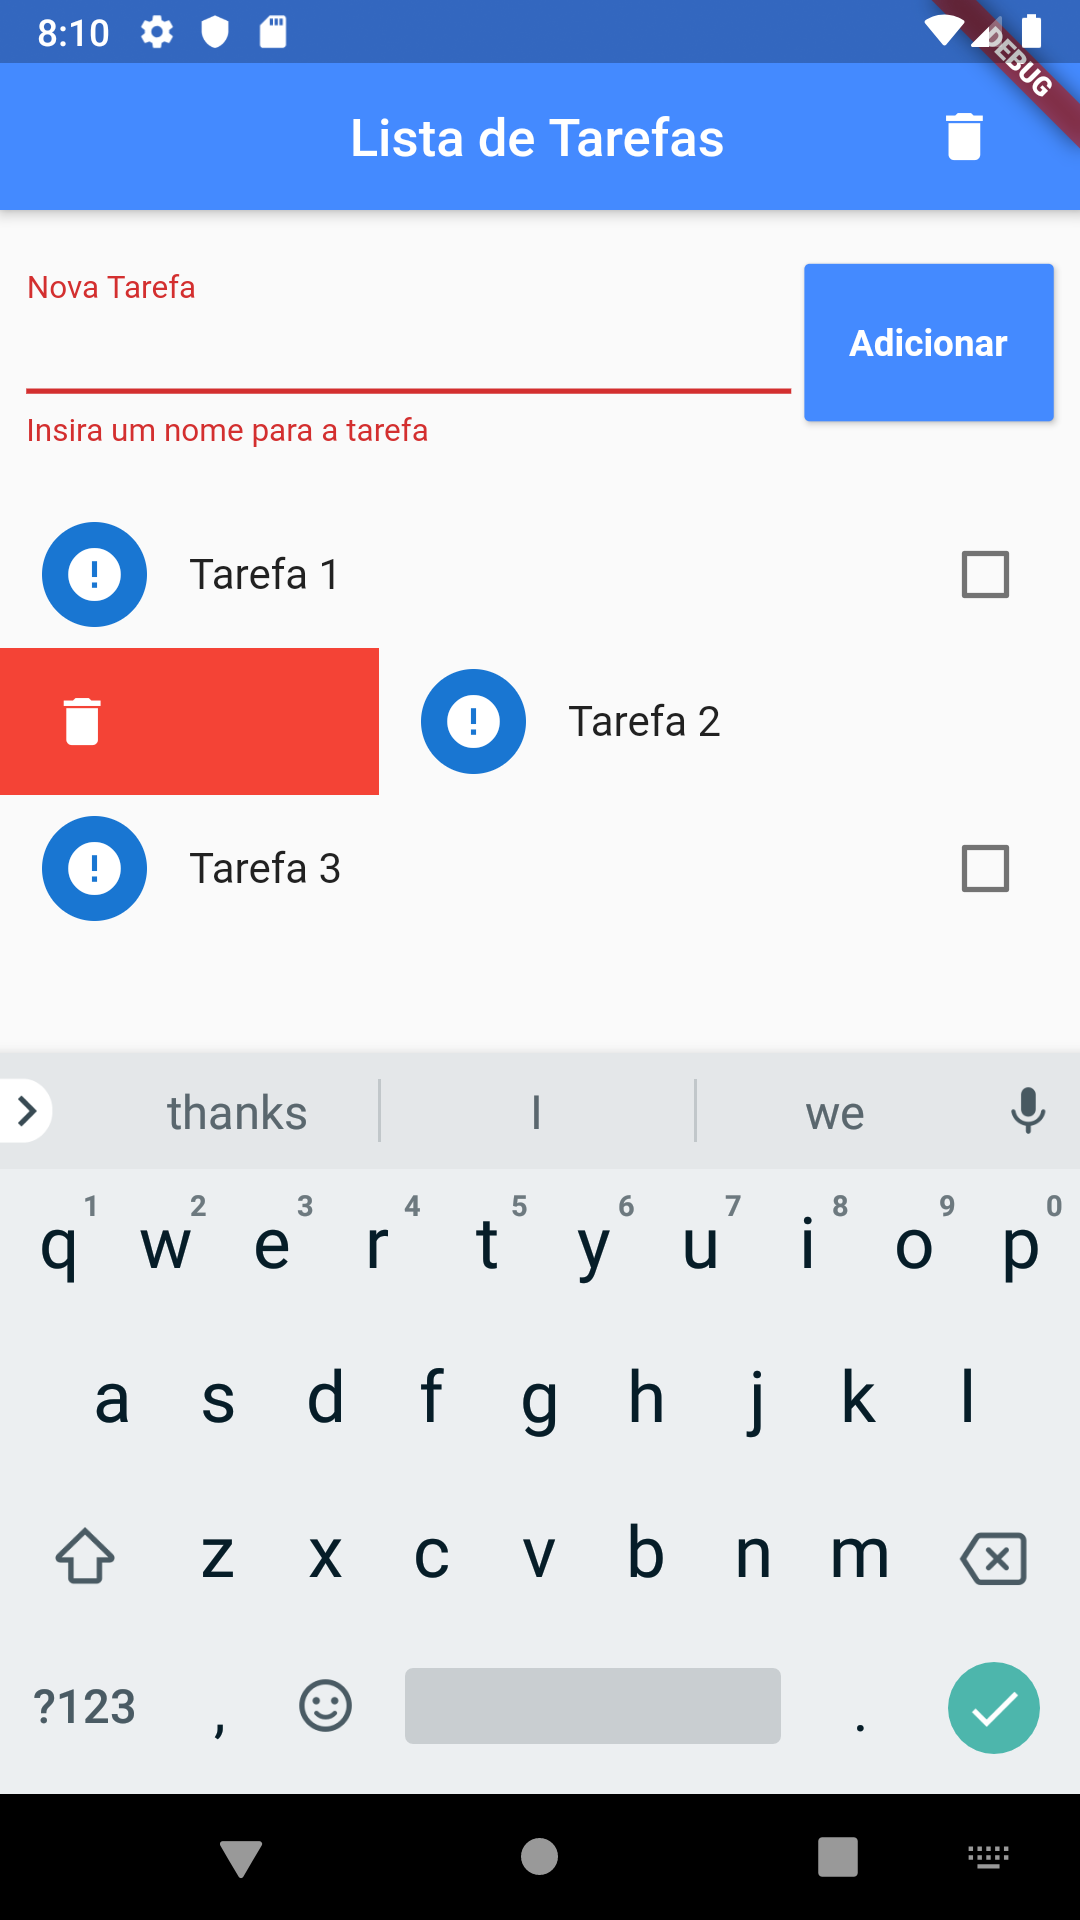 8:10
DEBUG
Lista de Tarefas
Nova Tarefa
Adicionar
Insira um nome para a tarefa
Tarefa 1
Tarefa 2
Tarefa 3
thanks I we
1 2 3 4 5 6 7 8 9 0
q w e r t y u i o p
a s d f g h j k l
z x c v b n m
?123 , .